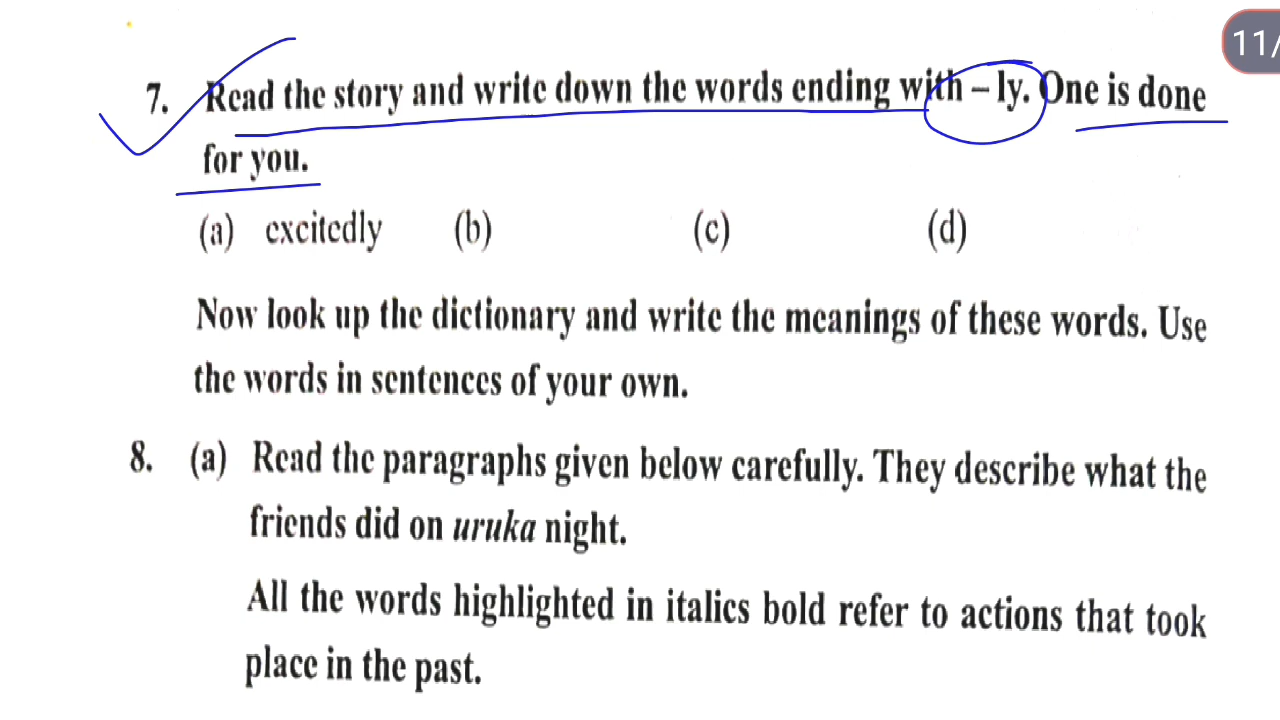 11/
7. Read the story and write down the words ending with – ly. One is done
for you.
(a) excitedly (b) (c) (d)
Now look up the dictionary and write the meanings of these words. Use
the words in sentences of your own.
8. (a) Read the paragraphs given below carefully. They describe what the
friends did on uruka night.
All the words highlighted in italics bold refer to actions that took
place in the past.